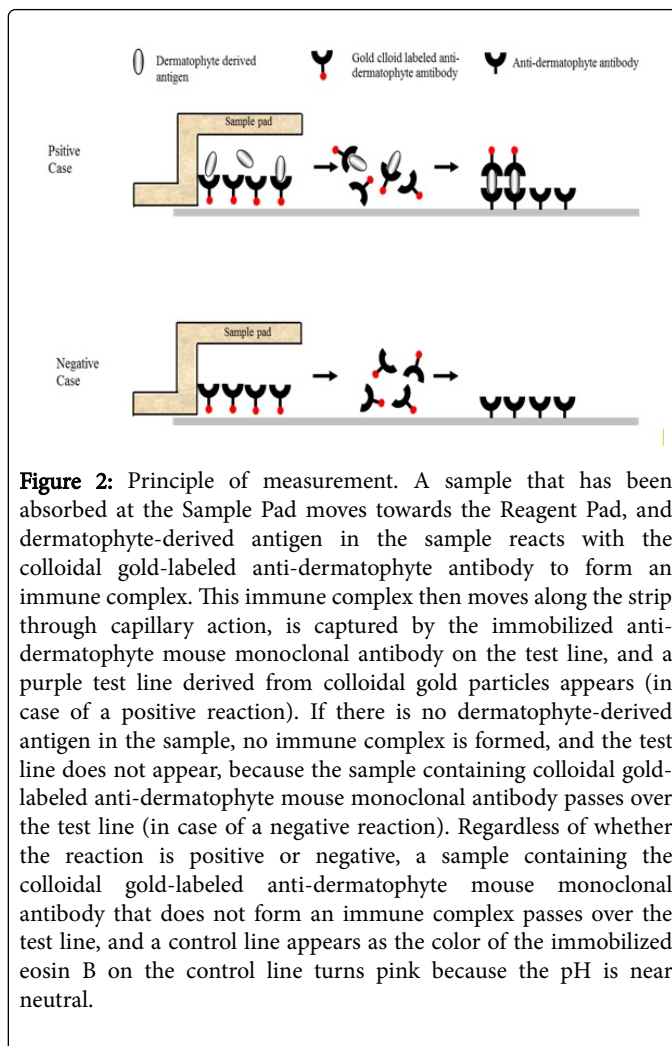 Dermatophyte derived
antigen
Gold clloid labeled anti-
dermatophyte amtibody
Anti-dermatophyte antibody
Sample pad
Psitive
Case
Sample pad
Negative
Case
Figure 2: Principle of measurement. A sample that has been
absorbed at the Sample Pad moves towards the Reagent Pad, and
dermatophyte-derived antigen in the sample reacts with the
colloidal gold-labeled anti-dermatophyte antibody to form an
immune complex. This immune complex then moves along the strip
through capillary action, is captured by the immobilized anti-
dermatophyte mouse monoclonal antibody on the test line, and a
purple test line derived from colloidal gold particles appears (in
case of a positive reaction). If there is no dermatophyte-derived
antigen in the sample, no immune complex is formed, and the test
line does not appear, because the sample containing colloidal gold-
labeled anti-dermatophyte mouse monoclonal antibody passes over
the test line (in case of a negative reaction). Regardless of whether
the reaction is positive or negative, a sample containing the
colloidal gold-labeled anti-dermatophyte mouse monoclonal
antibody that does not form an immune complex passes over the
test line, and a control line appears as the color of the immobilized
eosin B on the control line turns pink because the pH is near
neutral.